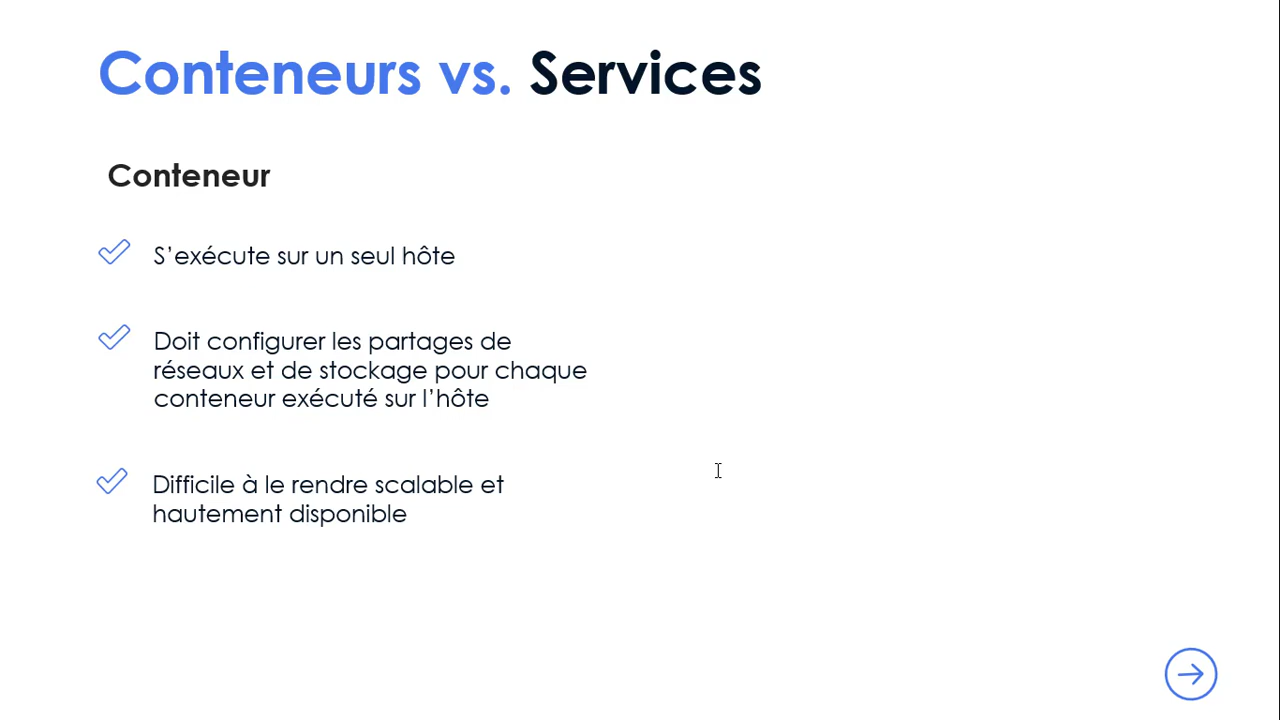 Conteneurs vs. Services
Conteneur
S’exécute sur un seul hôte
Doit configurer les partages de
réseaux et de stockage pour chaque
conteneur exécuté sur l’hôte
Difficile à le rendre scalable et
hautement disponible